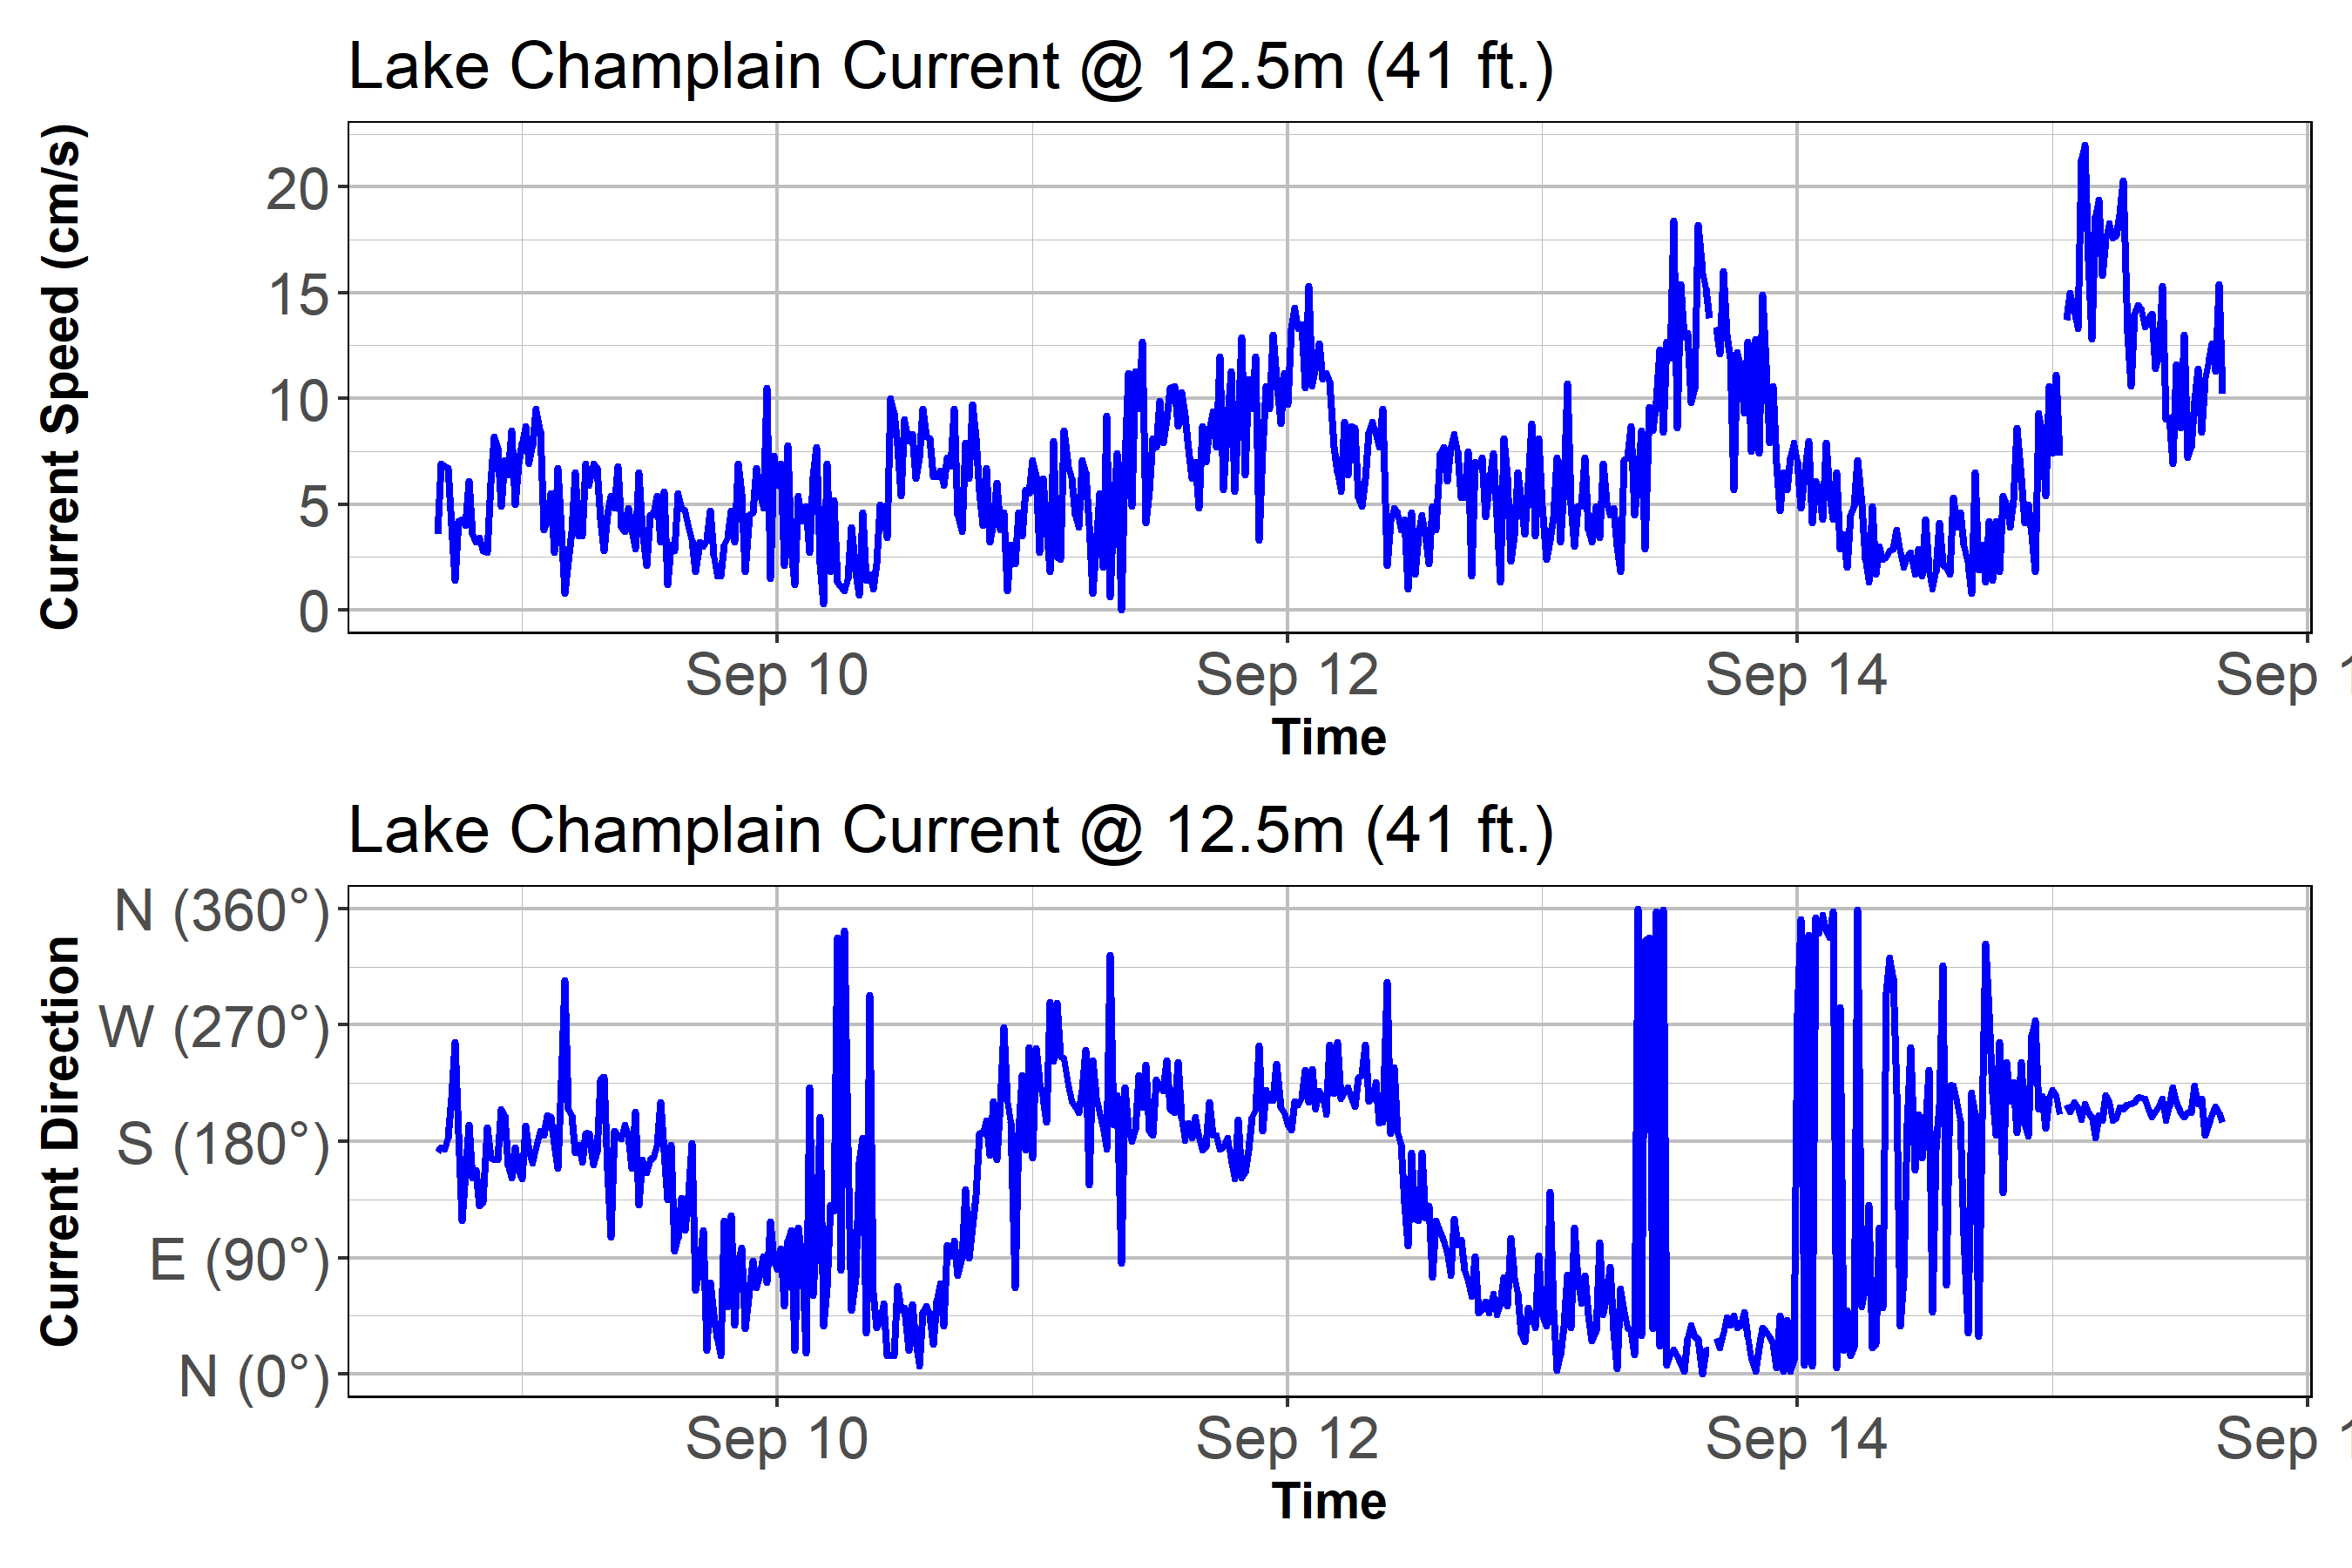 Lake Champlain Current @ 12.5m (41 ft.)
Current Speed (cm/s)
20
15
10
5
0
Sep 10 Sep 12 Sep 14 Sep 1
Time
Lake Champlain Current @ 12.5m (41 ft.)
Current Direction
N (360°)
W (270°)
S (180°)
E (90°)
N (0°)
Sep 10 Sep 12 Sep 14 Sep 1
Time